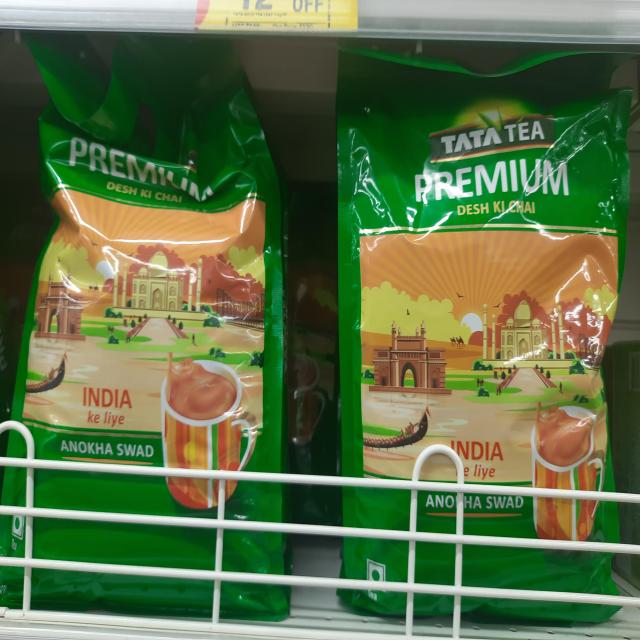 12 OFF
PREMIUM
DESH KI CHAI
INDIA
ke liye
ANOKHA SWAD
TATA TEA
PREMIUM
DESH KI CHAI
INDIA
e liye
ANOKHA SWAD